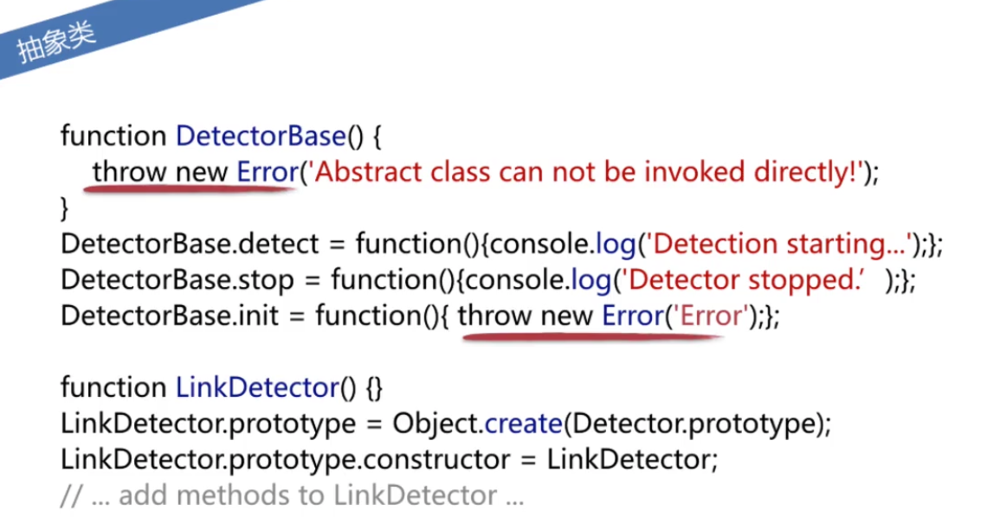 抽象类
function DetectorBase() {
throw new Error('Abstract class can not be invoked directly!');
}
DetectorBase.detect = function(){console.log('Detection starting...');};
DetectorBase.stop = function(){console.log('Detector stopped.’ );};
DetectorBase.init = function(){ throw new Error('Error');};
function LinkDetector() {}
LinkDetector.prototype = Object.create(Detector.prototype);
LinkDetector.prototype.constructor = LinkDetector;
// ... add methods to LinkDetector ...